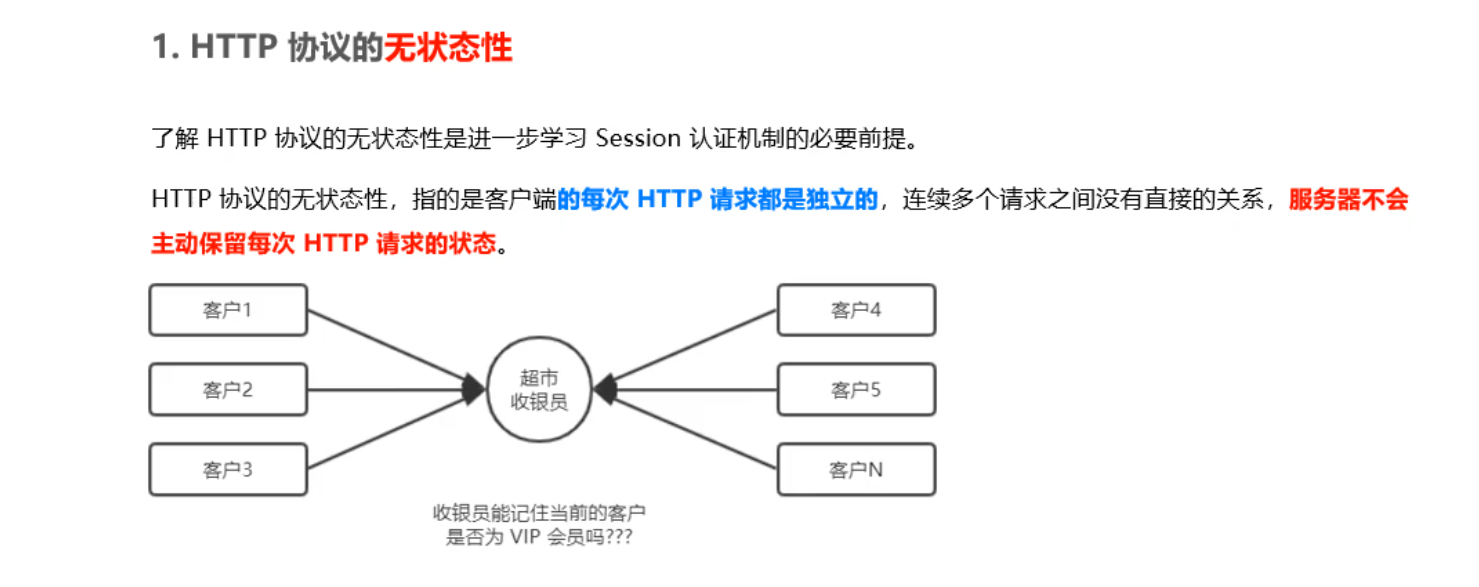 1. HTTP 协议的无状态性
了解 HTTP 协议的无状态性是进一步学习 Session 认证机制的必要前提。
HTTP 协议的无状态性，指的是客户端的每次 HTTP 请求都是独立的，连续多个请求之间没有直接的关系，服务器不会
主动保留每次 HTTP 请求的状态。
客户1
客户2
客户3
超市
收银员
客户4
客户5
客户N
收银员能记住当前的客户
是否为 VIP 会员吗???